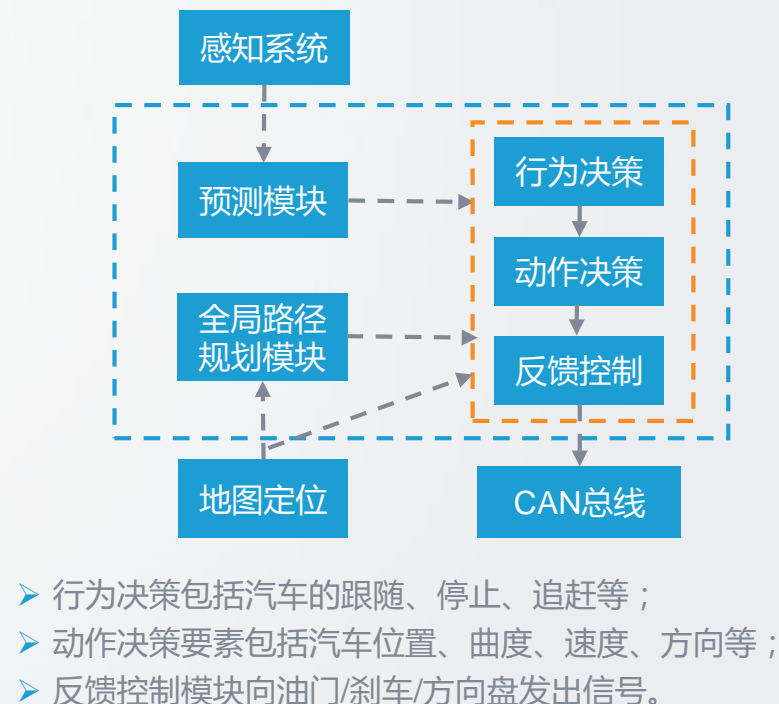 感知系统
预测模块
行为决策
动作决策
全局路径
规划模块
反馈控制
地图定位
CAN总线
➢ 行为决策包括汽车的跟随、停止、追赶等；
➢ 动作决策要素包括汽车位置、曲度、速度、方向等；
➢ 反馈控制模块向油门/刹车/方向盘发出信号。